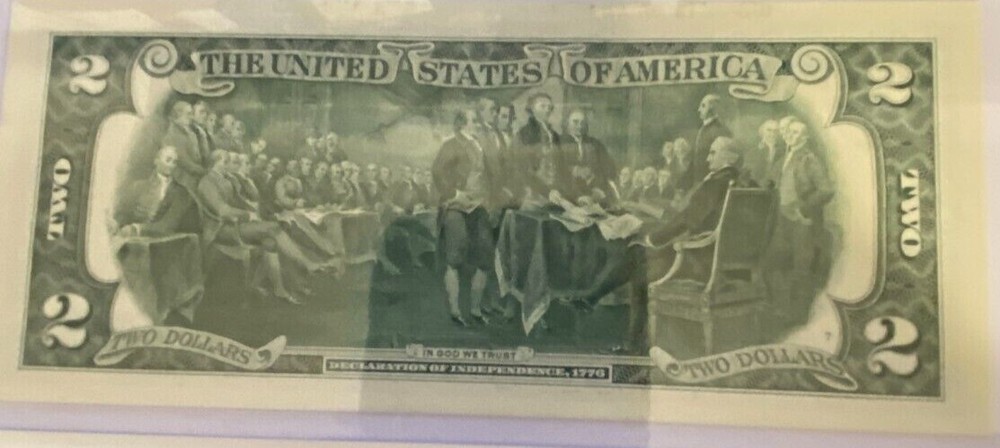 THE UNITED STATES OF AMERICA
2
2
TWO
TWO
2
2
TWO DOLLARS
IN GOD WE TRUST
TWO DOLLARS
DECLARATION OF INDEPENDENCE, 1776
7